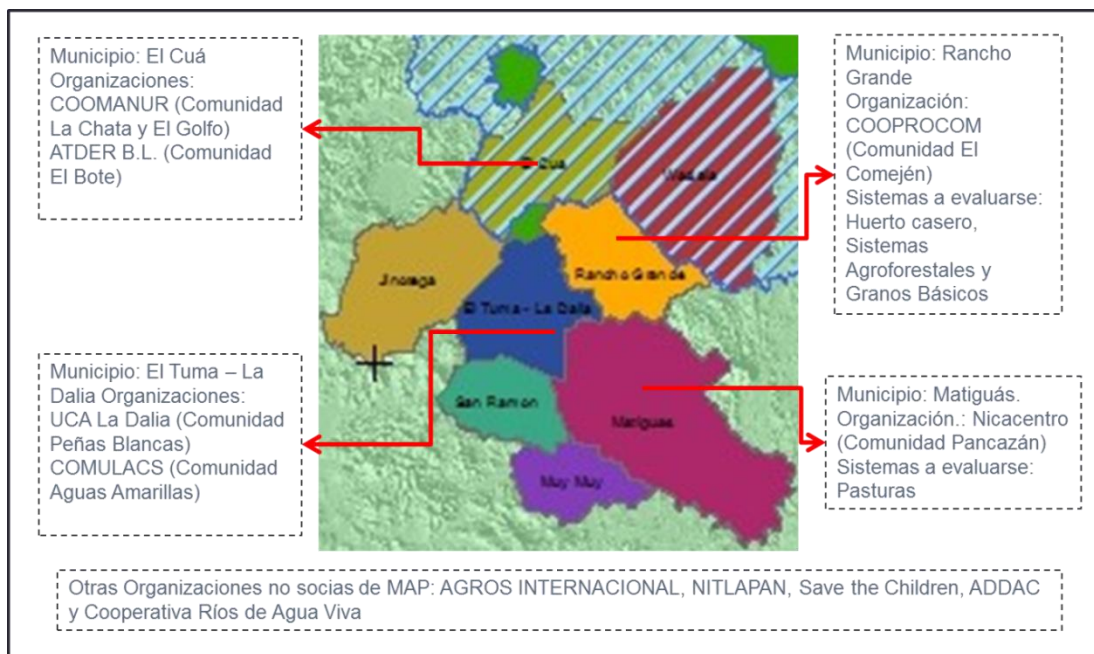 Municipio: El Cuá
Organizaciones:
COOMANUR (Comunidad
La Chata y El Golfo)
ATDER B.L. (Comunidad
El Bote)
Municipio: Rancho
Grande
Organización:
COOPROCOM
(Comunidad El
Comején)
Sistemas a evaluarse:
Huerto casero,
Sistemas
Agroforestales y
Granos Básicos
El Cua
Waslala
Jinotega
Rancho Grande
El Tuma - La Dalia
San Ramon
Matiguas
Muy Muy
Municipio: El Tuma – La
Dalia Organizaciones:
UCA La Dalia (Comunidad
Peñas Blancas)
COMULACS (Comunidad
Aguas Amarillas)
Municipio: Matiguás.
Organización.: Nicacentro
(Comunidad Pancazán)
Sistemas a evaluarse:
Pasturas
Otras Organizaciones no socias de MAP: AGROS INTERNACIONAL, NITLAPAN, Save the Children, ADDAC
y Cooperativa Ríos de Agua Viva